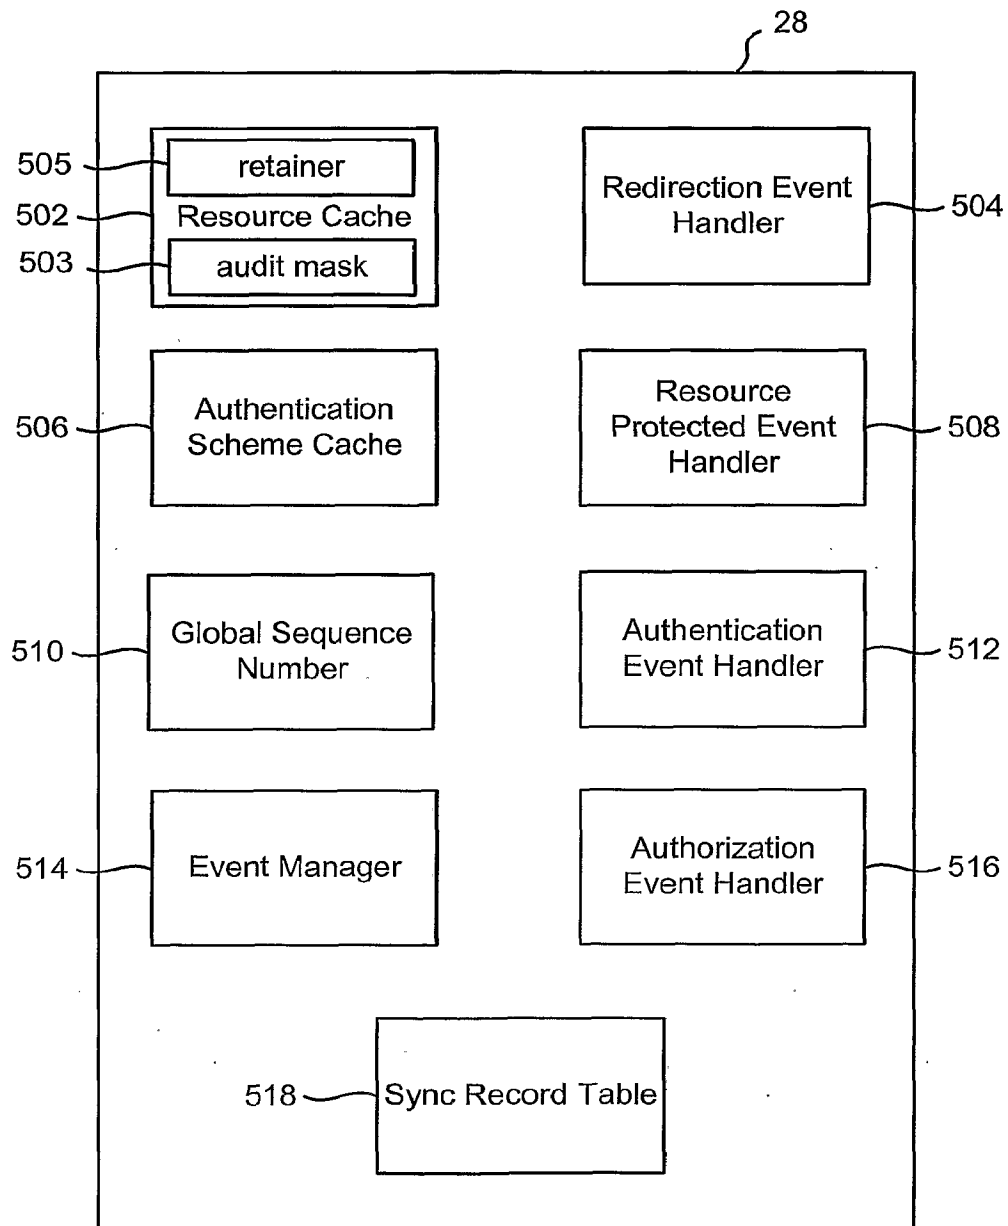 28
505
retainer
502
Resource Cache
503
audit mask
Redirection Event
Handler
504
506
Authentication
Scheme Cache
Resource
Protected Event
Handler
508
510
Global Sequence
Number
Authentication
Event Handler
512
514
Event Manager
Authorization
Event Handler
516
518
Sync Record Table